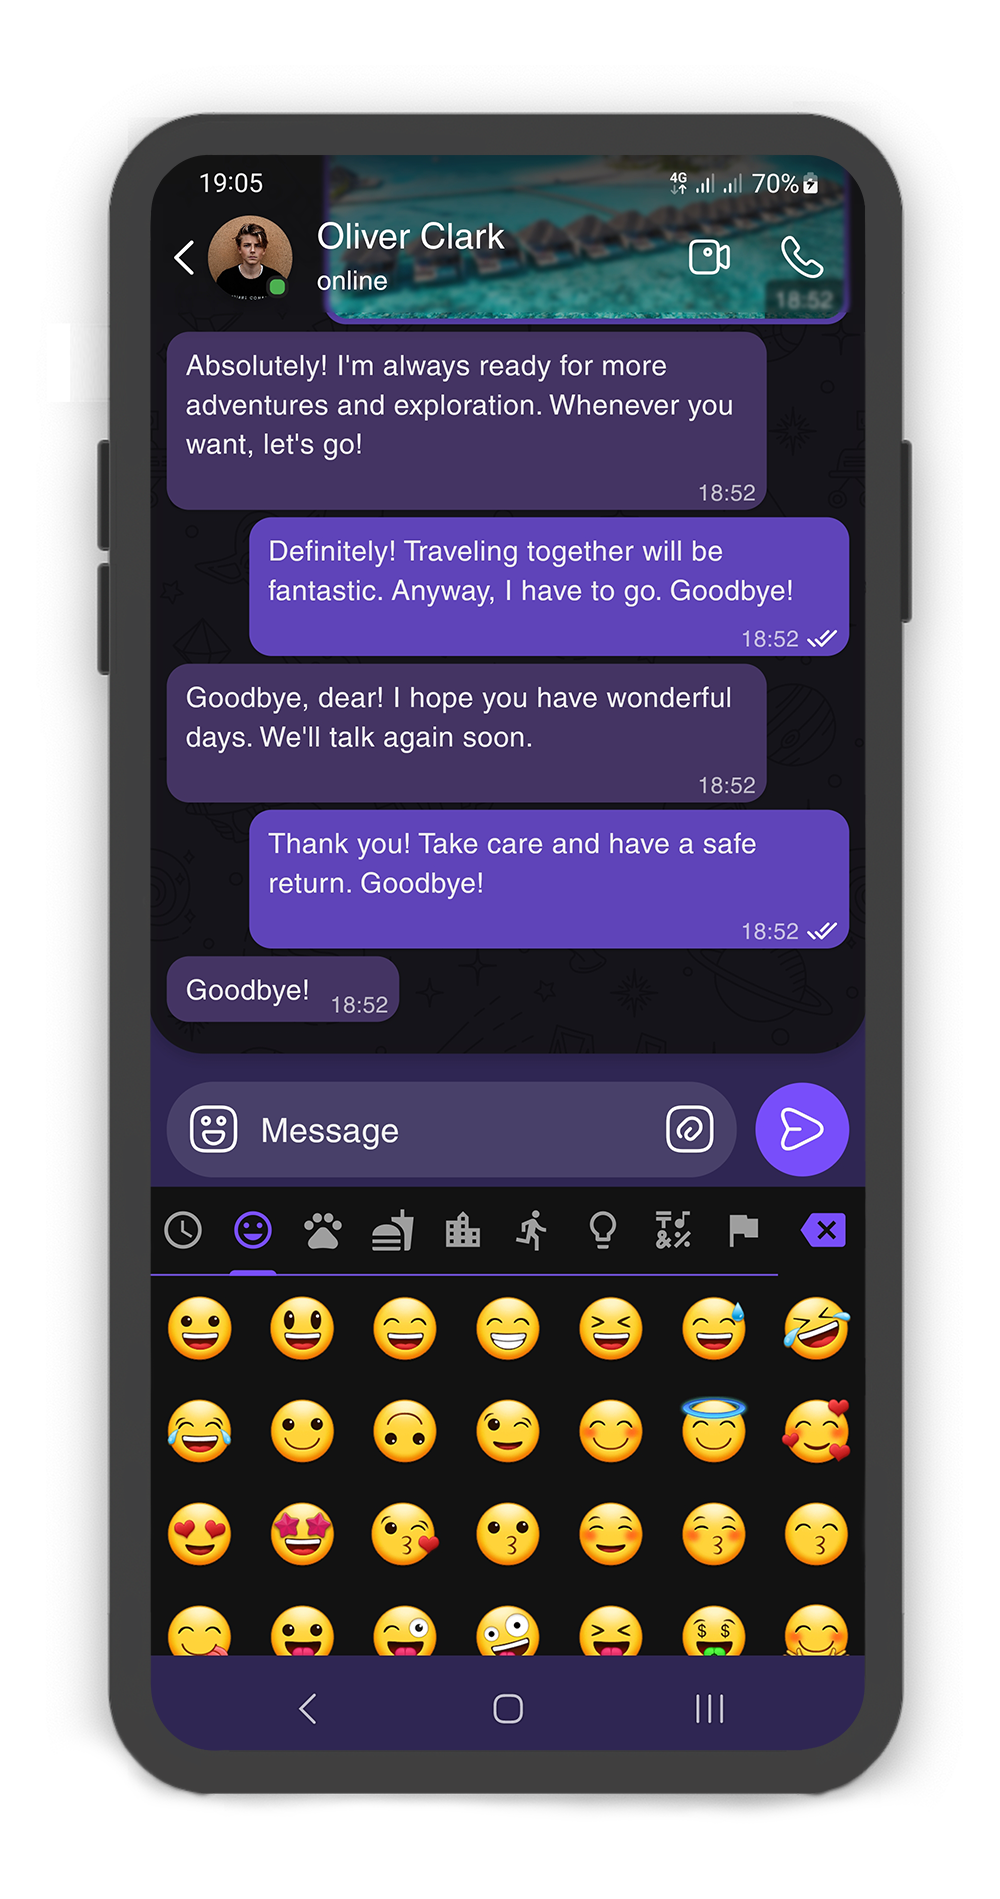 19:05
4G
70%
Oliver Clark
online
18:52
Absolutely! I'm always ready for more
adventures and exploration. Whenever you
want, let's go!
18:52
Definitely! Traveling together will be
fantastic. Anyway, I have to go. Goodbye!
18:52
Goodbye, dear! I hope you have wonderful
days. We'll talk again soon.
18:52
Thank you! Take care and have a safe
return. Goodbye!
18:52
Goodbye!
18:52
Message